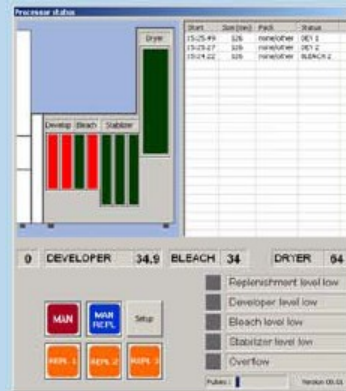 Processor status
Start Size [mm] Pack Status
15:25:49 126 none/other DEV 1
15:25:27 126 none/other DEV 2
15:24:22 126 none/other BLEACH 2
Dryer
Develop Bleach Stabilizer
0 DEVELOPER 34.9 BLEACH 34 DRYER 64
Replenishment level low
Developer level low
Bleach level low
Stabilizer level low
Overflow
MAN MAN REPL Setup
REPL 1 REPL 2 REPL 3
Pulses :